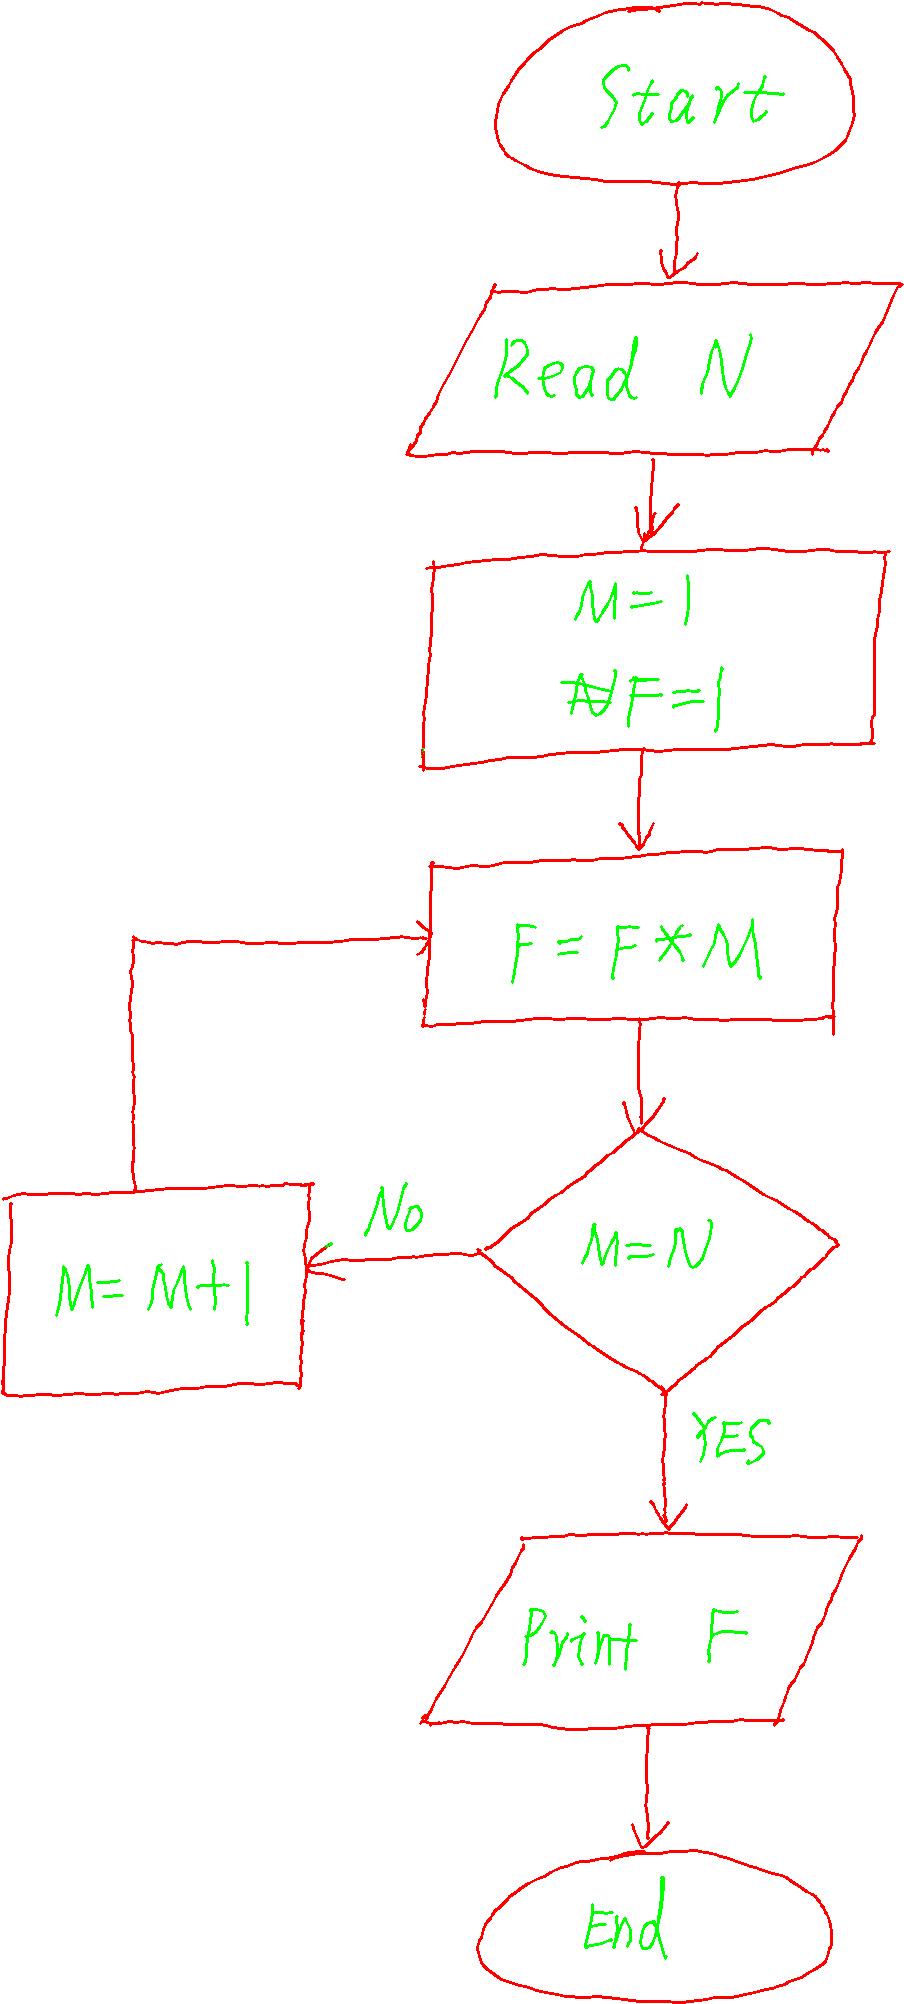 Start
Read N
M=1
F=1
F=F*M
M=N
No
M=M+1
YES
Print F
End